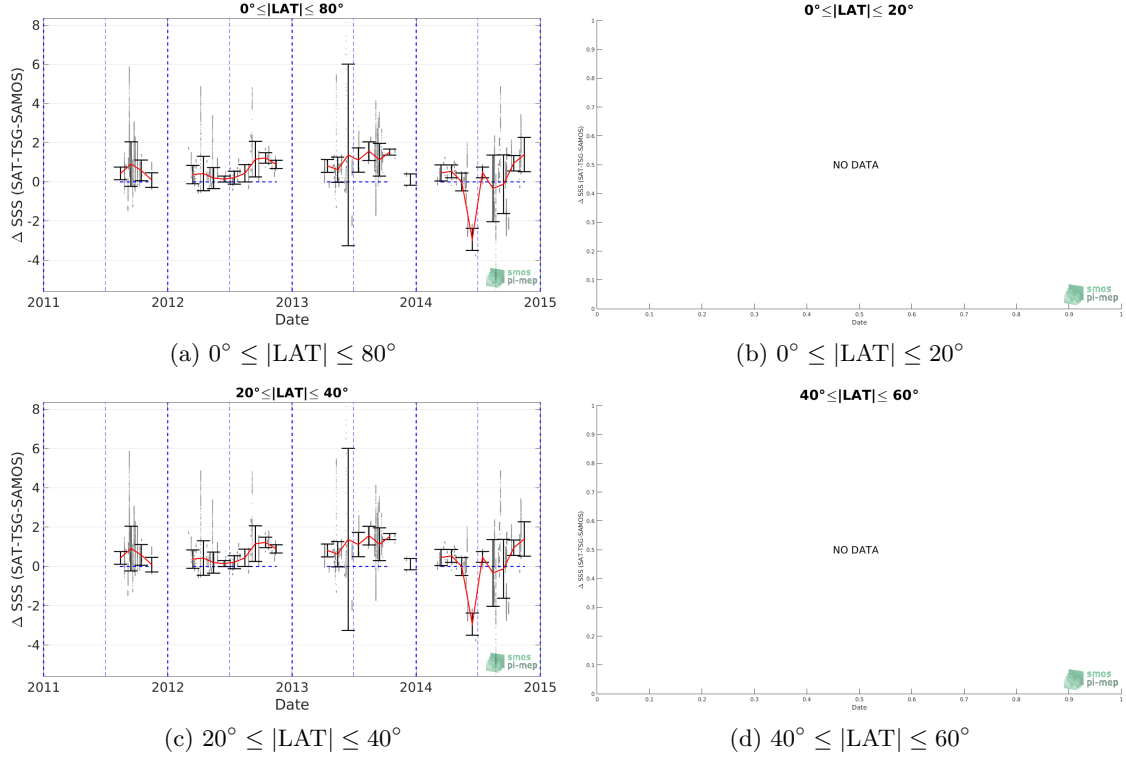 0°≤|LAT|≤ 80°
8
6
4
2
0
-2
-4
Δ SSS (SAT-TSG-SAMOS)
2011 2012 2013 2014 2015
Date
smos
pi-mep
(a) 0° ≤ |LAT| ≤ 80°
0°≤|LAT|≤ 20°
1
0.9
0.8
0.7
0.6
0.5
0.4
0.3
0.2
0.1
0
Δ SSS (SAT-TSG-SAMOS)
NO DATA
0 0.1 0.2 0.3 0.4 0.5 0.6 0.7 0.8 0.9 1
Date
smos
pi-mep
(b) 0° ≤ |LAT| ≤ 20°
20°≤|LAT|≤ 40°
8
6
4
2
0
-2
-4
Δ SSS (SAT-TSG-SAMOS)
2011 2012 2013 2014 2015
Date
smos
pi-mep
(c) 20° ≤ |LAT| ≤ 40°
40°≤|LAT|≤ 60°
1
0.9
0.8
0.7
0.6
0.5
0.4
0.3
0.2
0.1
0
Δ SSS (SAT-TSG-SAMOS)
NO DATA
0 0.1 0.2 0.3 0.4 0.5 0.6 0.7 0.8 0.9 1
Date
smos
pi-mep
(d) 40° ≤ |LAT| ≤ 60°